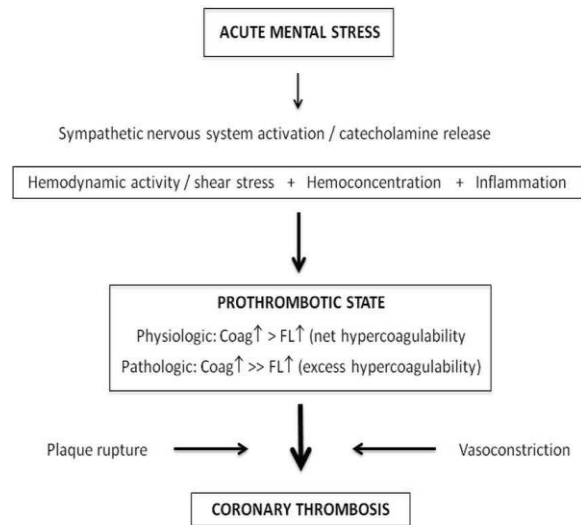 ACUTE MENTAL STRESS
Sympathetic nervous system activation / catecholamine release
Hemodynamic activity / shear stress + Hemoconcentration + Inflammation
PROTHROMBOTIC STATE
Physiologic: Coag↑ > FL↑ (net hypercoagulability
Pathologic: Coag↑ >> FL↑ (excess hypercoagulability)
Plaque rupture
Vasoconstriction
CORONARY THROMBOSIS